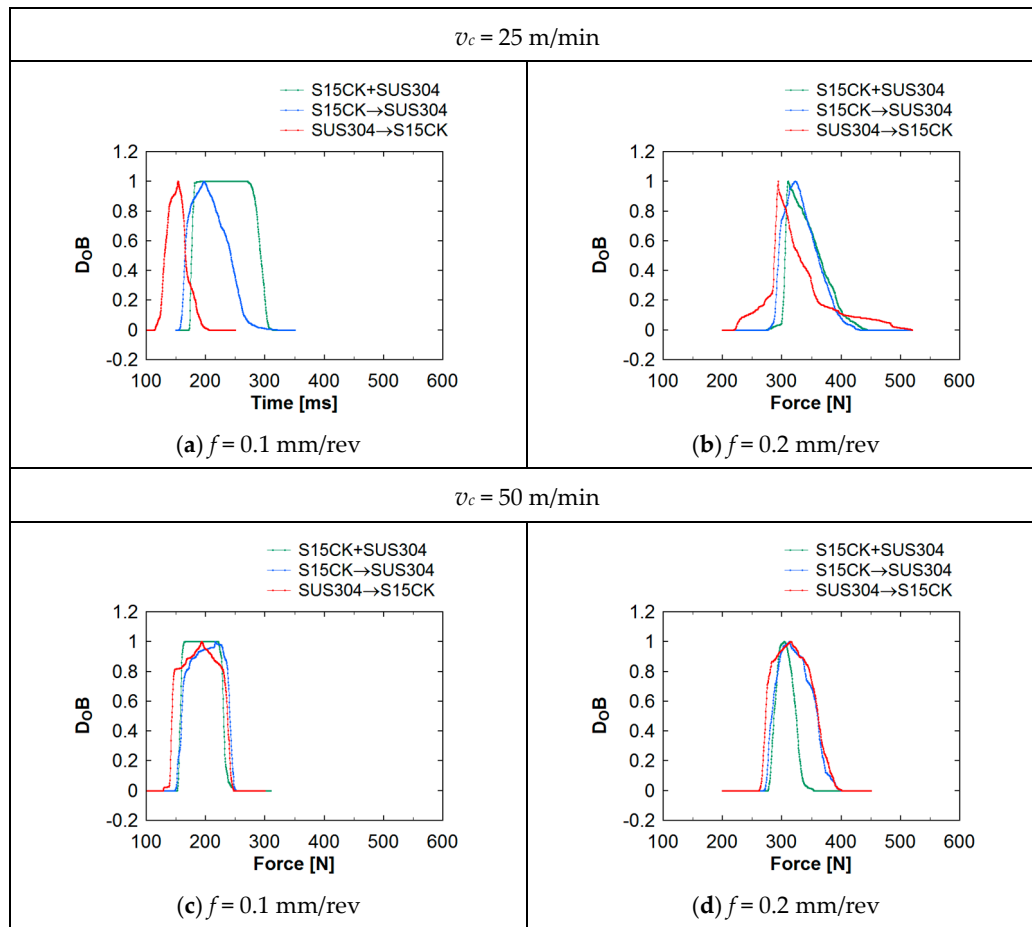 v_c = 25 m/min
S15CK+SUS304
S15CK→SUS304
SUS304→S15CK
1.2
1
0.8
0.6
0.4
0.2
0
-0.2
DoB
100 200 300 400 500 600
Time [ms]
(a) f = 0.1 mm/rev
S15CK+SUS304
S15CK→SUS304
SUS304→S15CK
1.2
1
0.8
0.6
0.4
0.2
0
-0.2
DoB
100 200 300 400 500 600
Force [N]
(b) f = 0.2 mm/rev
v_c = 50 m/min
S15CK+SUS304
S15CK→SUS304
SUS304→S15CK
1.2
1
0.8
0.6
0.4
0.2
0
-0.2
DoB
100 200 300 400 500 600
Force [N]
(c) f = 0.1 mm/rev
S15CK+SUS304
S15CK→SUS304
SUS304→S15CK
1.2
1
0.8
0.6
0.4
0.2
0
-0.2
DoB
100 200 300 400 500 600
Force [N]
(d) f = 0.2 mm/rev